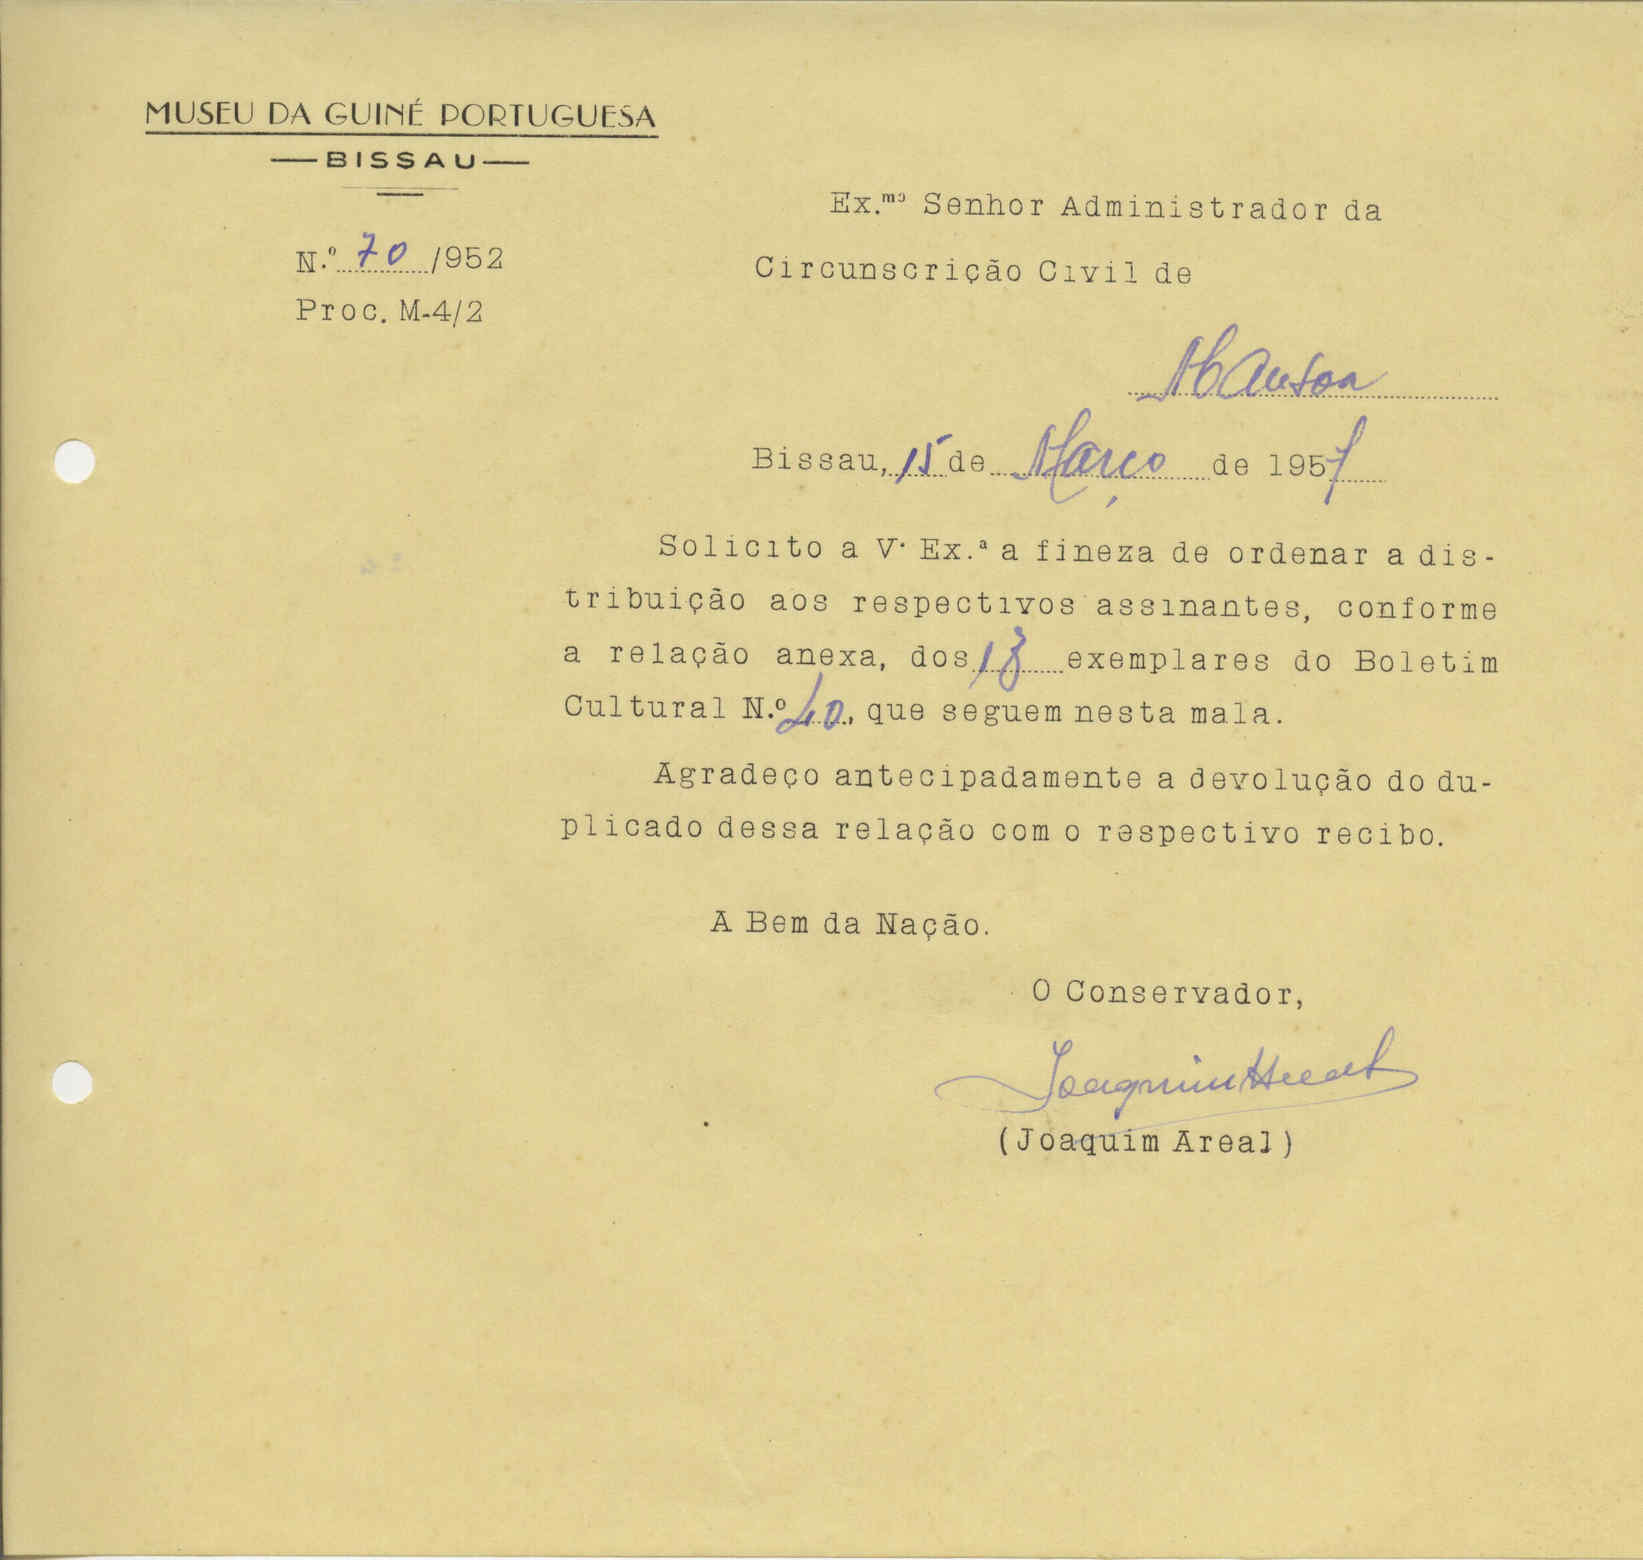 MUSEU DA GUINÉ PORTUGUESA
—BISSAU—
N.º 70 /952
Proc. M-4/2
Ex.mo Senhor Administrador da
Circunscrição Civil de
Mansoa
Bissau, 15 de Março de 1957
Solicito a V. Ex.ª a fineza de ordenar a dis-
tribuição aos respectivos assinantes, conforme
a relação anexa, dos exemplares do Boletim
Cultural N.º 40, que seguem nesta mala.
Agradeço antecipadamente a devolução do du-
plicado dessa relação com o respectivo recibo.
A Bem da Nação.
O Conservador,
Joaquim Areal
(Joaquim Areal)